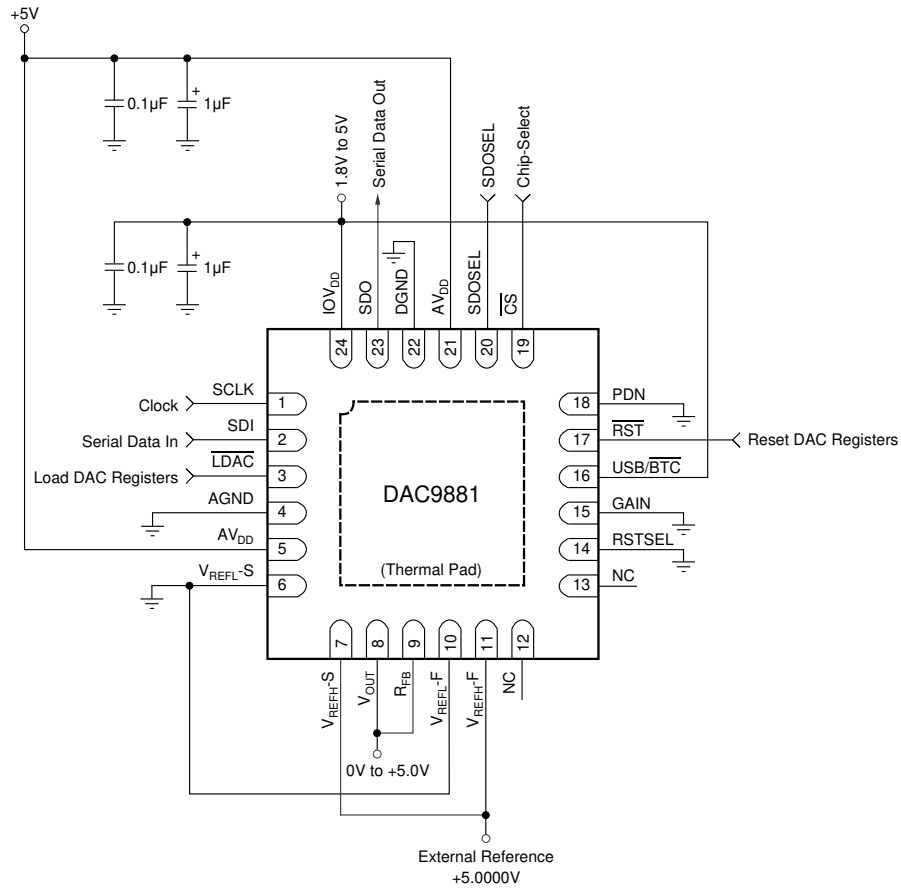 +5V
0.1µF
+
1µF
1.8V to 5V
Serial Data Out
SDOSEL
Chip-Select
0.1µF
+
1µF
IOV_DD
SDO
DGND
AV_DD
SDOSEL
C̅S̅
24
23
22
21
20
19
Clock
SCLK
1
18
PDN
Serial Data In
SDI
2
17
R̅S̅T̅
Reset DAC Registers
Load DAC Registers
L̅D̅A̅C̅
3
16
USB/B̅T̅C̅
DAC9881
AGND
4
15
GAIN
AV_DD
5
14
RSTSEL
(Thermal Pad)
V_REFL-S
6
13
NC
7
8
9
10
11
12
V_REFH-S
V_OUT
R_FB
V_REFL-F
V_REFH-F
NC
0V to +5.0V
External Reference
+5.0000V